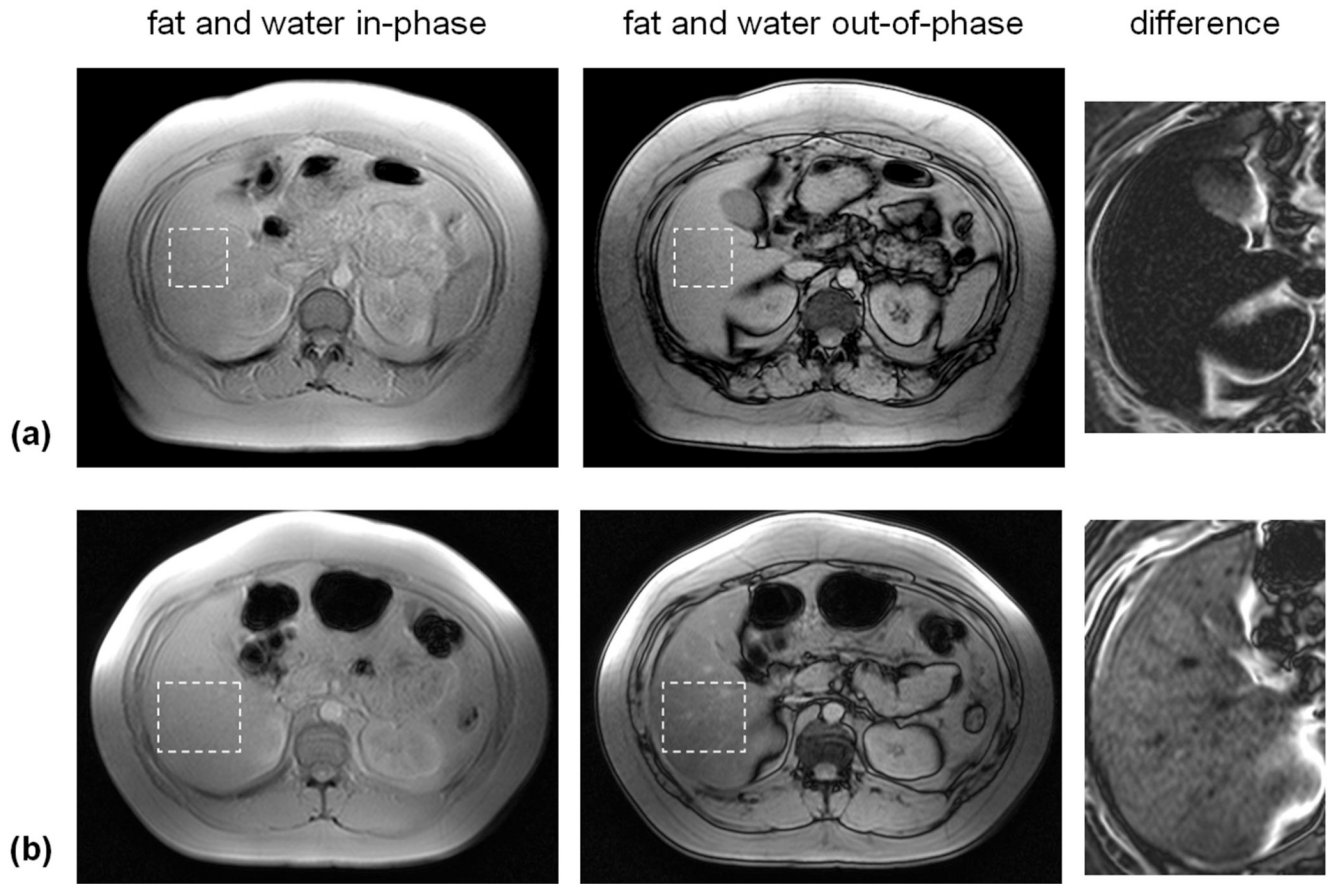 fat and water in-phase
fat and water out-of-phase
difference
(a)
(b)